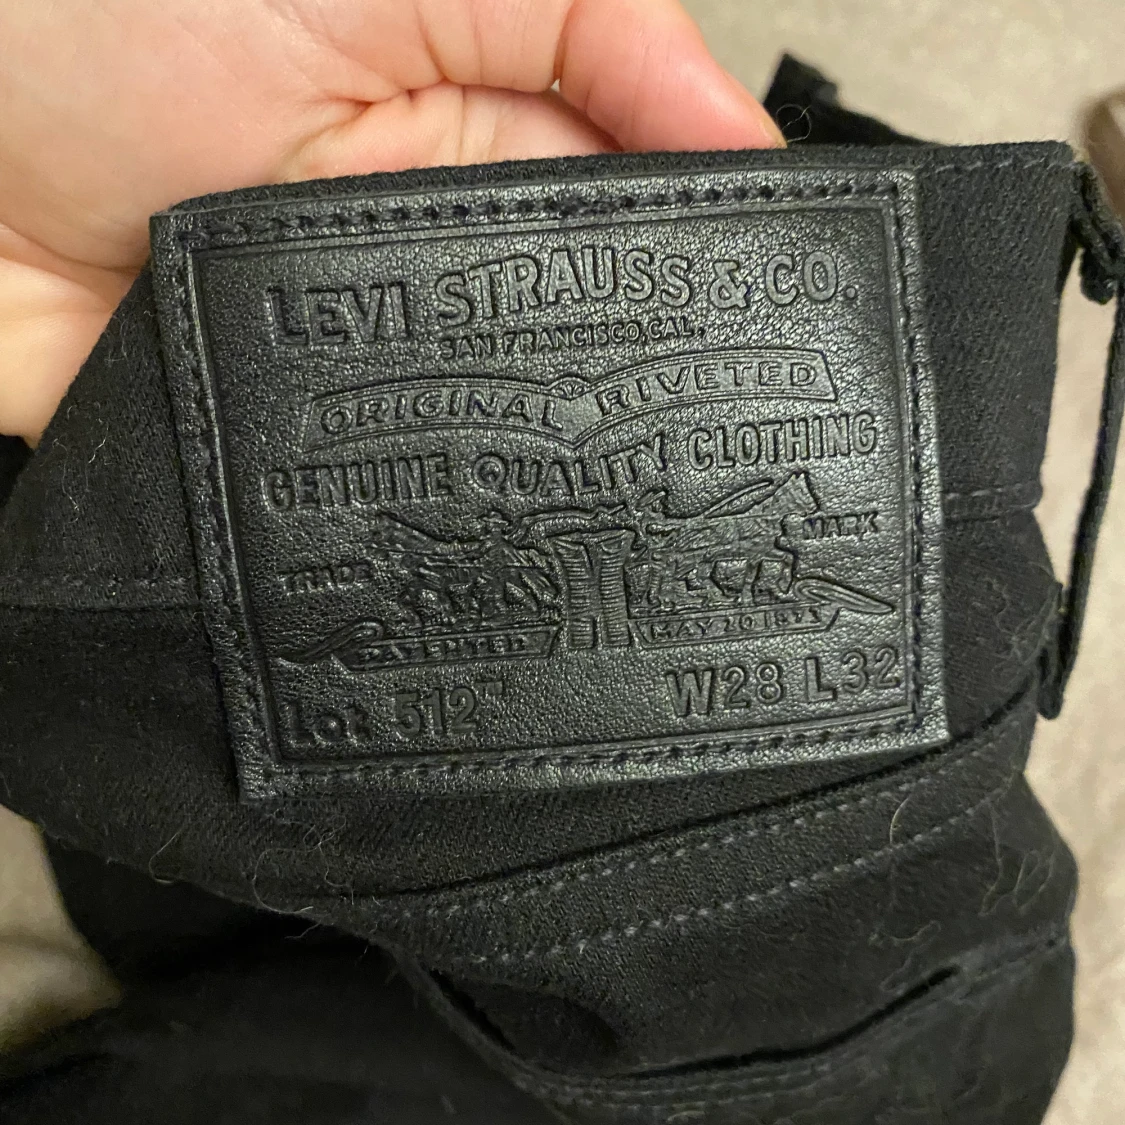 LEVI STRAUSS & CO.
SAN FRANCISCO, CAL.,
ORIGINAL RIVETED
GENUINE QUALITY CLOTHING
TRADE MARK
PATENTED MAY 20 1873
Lot 512™ W28 L32